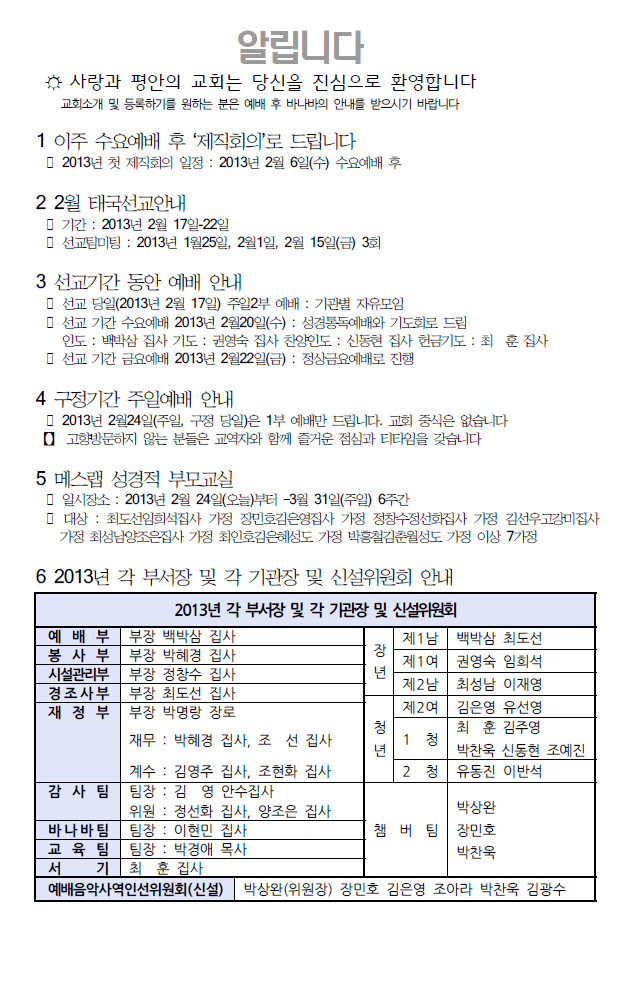 알립니다
☼ 사랑과 평안의 교회는 당신을 진심으로 환영합니다
교회소개 및 등록하기를 원하는 분은 예배 후 바나바의 안내를 받으시기 바랍니다
1 이주 수요예배 후 '제직회의'로 드립니다
▯ 2013년 첫 제직회의 일정 : 2013년 2월 6일(수) 수요예배 후
2 2월 태국선교안내
▯ 기간 : 2013년 2월 17일-22일
▯ 선교팀미팅 : 2013년 1월25일, 2월1일, 2월 15일(금) 3회
3 선교기간 동안 예배 안내
▯ 선교 당일(2013년 2월 17일) 주일2부 예배 : 기관별 자유모임
▯ 선교 기간 수요예배 2013년 2월20일(수) : 성경통독예배와 기도회로 드림
인도 : 백박삼 집사 기도 : 권영숙 집사 찬양인도 : 신동현 집사 헌금기도 : 최 훈 집사
▯ 선교 기간 금요예배 2013년 2월22일(금) : 정상금요예배로 진행
4 구정기간 주일예배 안내
▯ 2013년 2월24일(주일, 구정 당일)은 1부 예배만 드립니다. 교회 중식은 없습니다
【】 고향방문하지 않는 분들은 교역자와 함께 즐거운 점심과 티타임을 갖습니다
5 메스랩 성경적 부모교실
▯ 일시장소 : 2013년 2월 24일(오늘)부터 -3월 31일(주일) 6주간
▯ 대상 : 최도선임희석집사 가정 장민호김은영집사 가정 정창수정선화집사 가정 김선우고강미집사
가정 최성남양조은집사 가정 최인호김은혜성도 가정 박홍철김춘월성도 가정 이상 7가정
6 2013년 각 부서장 및 각 기관장 및 신설위원회 안내
2013년 각 부서장 및 각 기관장 및 신설위원회
예 배 부 부장 백박삼 집사
봉 사 부 부장 박혜경 집사
시설관리부 부장 정창수 집사
경조사부 부장 최도선 집사
재 정 부 부장 박명랑 장로
재무 : 박혜경 집사, 조 선 집사
계수 : 김영주 집사, 조현화 집사
감 사 팀 팀장 : 김 영 안수집사
위원 : 정선화 집사, 양조은 집사
바나바팀 팀장 : 이현민 집사
교 육 팀 팀장 : 박경애 목사
서 기 최 훈 집사
장년 제1남 백박삼 최도선
제1여 권영숙 임희석
제2남 최성남 이재영
청년 제2여 김은영 유선영
1 청 최 훈 김주영
박찬욱 신동현 조예진
2 청 유동진 이반석
챔 버 팀 박상완
장민호
박찬욱
예배음악사역인선위원회(신설) 박상완(위원장) 장민호 김은영 조아라 박찬욱 김광수